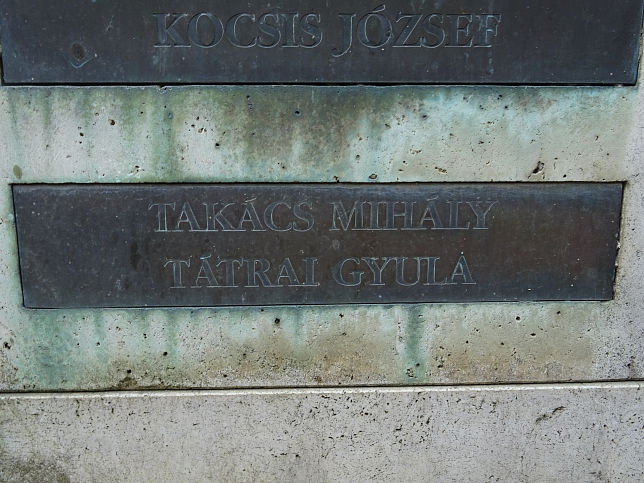 KOCSIS JÓZSEF
TAKÁCS MIHÁLY
TÁTRAI GYULA